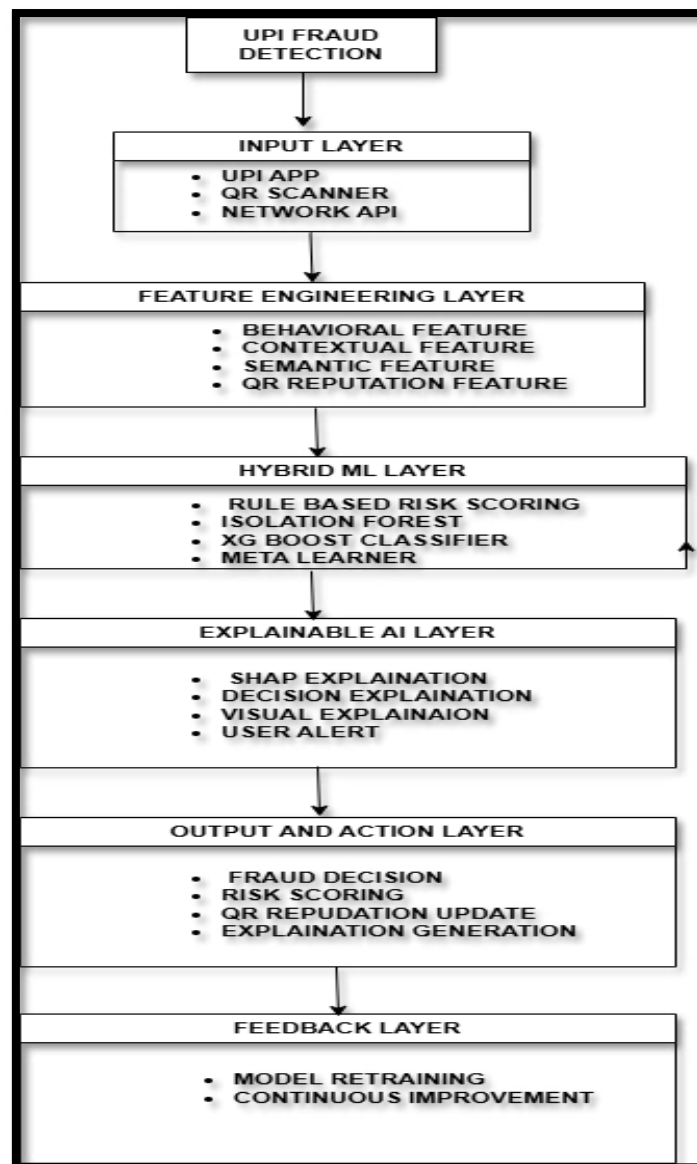 UPI FRAUD
DETECTION
INPUT LAYER
• UPI APP
• QR SCANNER
• NETWORK API
FEATURE ENGINEERING LAYER
• BEHAVIORAL FEATURE
• CONTEXTUAL FEATURE
• SEMANTIC FEATURE
• QR REPUTATION FEATURE
HYBRID ML LAYER
• RULE BASED RISK SCORING
• ISOLATION FOREST
• XG BOOST CLASSIFIER
• META LEARNER
EXPLAINABLE AI LAYER
• SHAP EXPLAINATION
• DECISION EXPLAINATION
• VISUAL EXPLAINAION
• USER ALERT
OUTPUT AND ACTION LAYER
• FRAUD DECISION
• RISK SCORING
• QR REPUDATION UPDATE
• EXPLAINATION GENERATION
FEEDBACK LAYER
• MODEL RETRAINING
• CONTINUOUS IMPROVEMENT